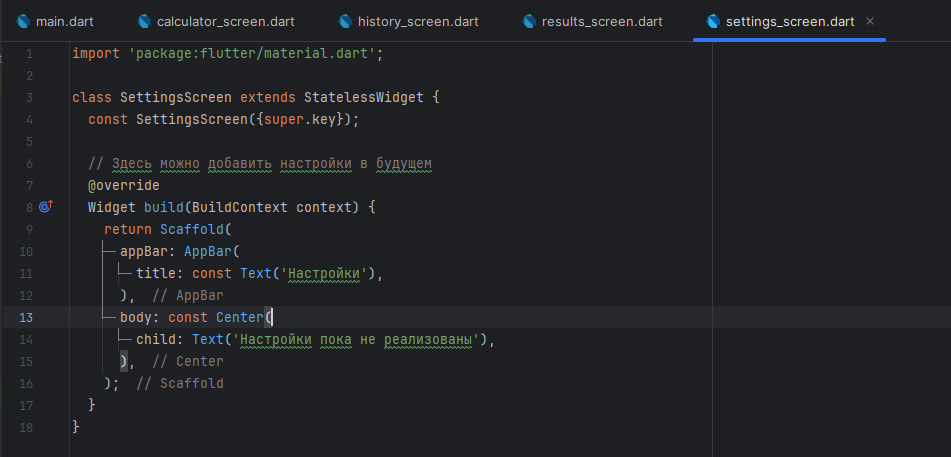 main.dart calculator_screen.dart history_screen.dart results_screen.dart settings_screen.dart
1 import 'package:flutter/material.dart';
2
3 class SettingsScreen extends StatelessWidget {
4 const SettingsScreen({super.key});
5
6 // Здесь можно добавить настройки в будущем
7 @override
8 Widget build(BuildContext context) {
9 return Scaffold(
10 appBar: AppBar(
11 title: const Text('Настройки'),
12 ), // AppBar
13 body: const Center(
14 child: Text('Настройки пока не реализованы'),
15 ), // Center
16 ); // Scaffold
17 }
18 }